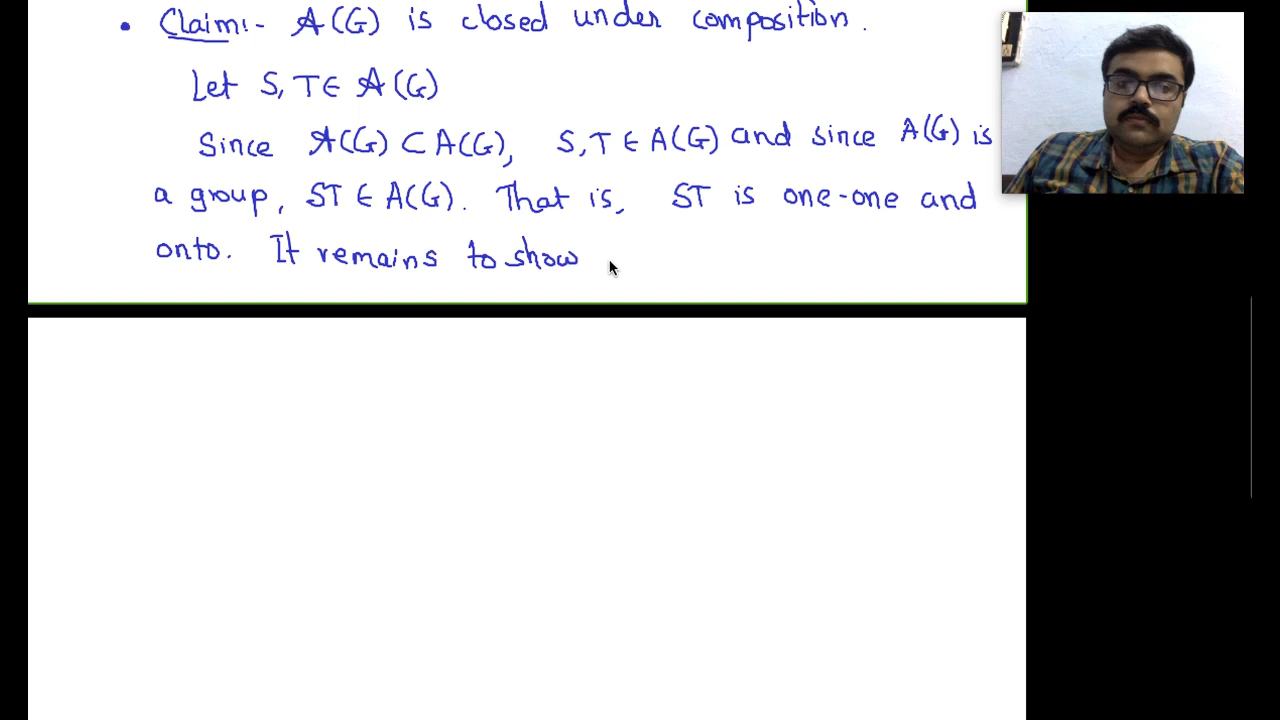 • Claim:- 𝒜(G) is closed under composition.
Let S, T ∈ 𝒜(G)
Since 𝒜(G) ⊂ A(G), S, T ∈ A(G) and since A(G) is
a group, ST ∈ A(G). That is, ST is one-one and
onto. It remains to show